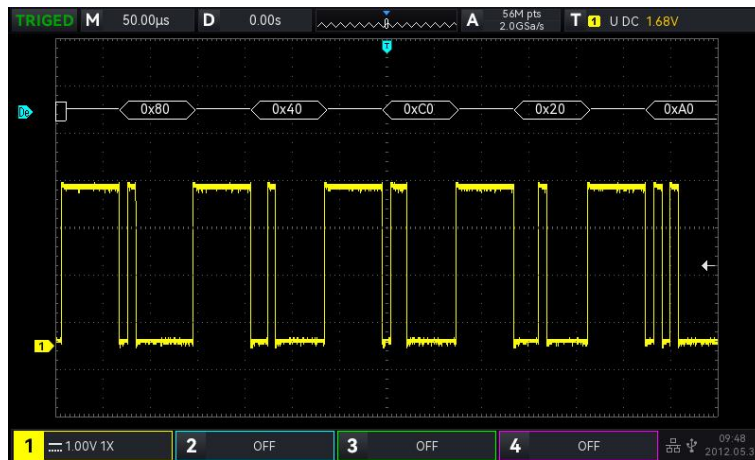 TRIGED M 50.00µs D 0.00s A 56M pts 2.0GSa/s T 1 U DC 1.68V
T
De 0x80 0x40 0xC0 0x20 0xA0
1
1 1.00V 1X 2 OFF 3 OFF 4 OFF 09:48